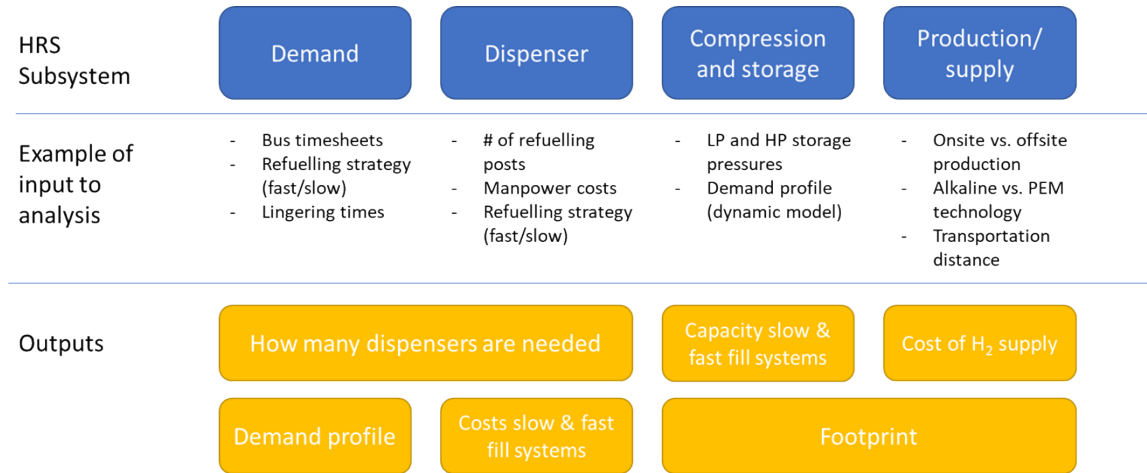 HRS
Subsystem
Demand
Dispenser
Compression
and storage
Production/
supply
Example of
input to
analysis
- Bus timesheets
- Refuelling strategy
(fast/slow)
- Lingering times
- # of refuelling
posts
- Manpower costs
- Refuelling strategy
(fast/slow)
- LP and HP storage
pressures
- Demand profile
(dynamic model)
- Onsite vs. offsite
production
- Alkaline vs. PEM
technology
- Transportation
distance
Outputs
How many dispensers are needed
Capacity slow &
fast fill systems
Cost of H₂ supply
Demand profile
Costs slow & fast
fill systems
Footprint